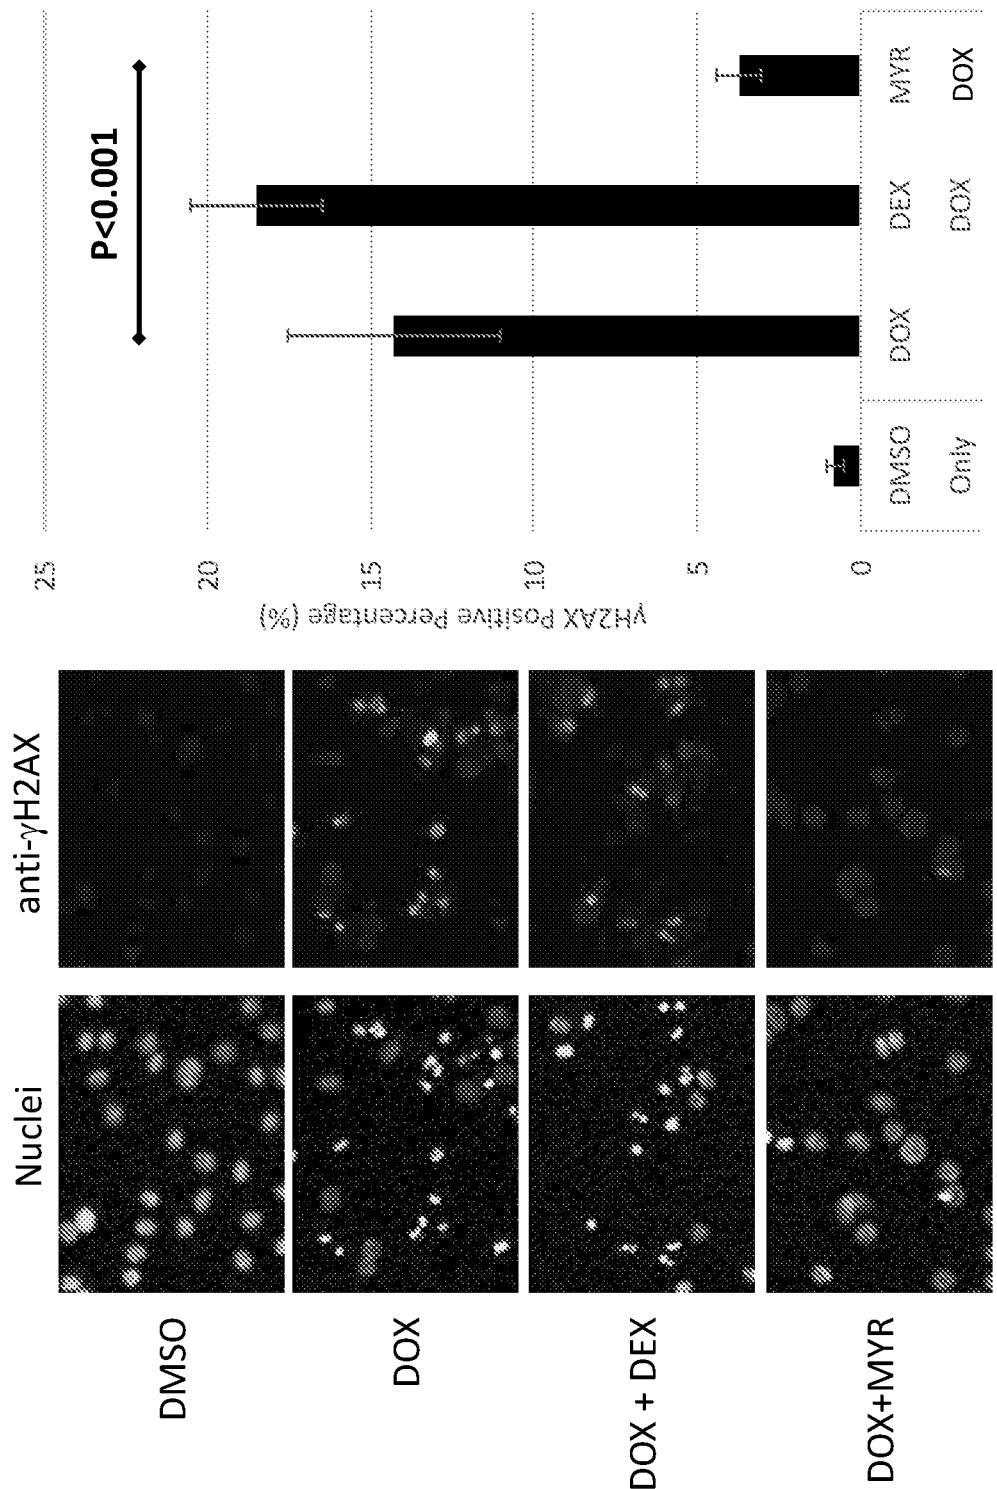 Nuclei
anti-γH2AX
DMSO
DOX
DOX + DEX
DOX+MYR
γH2AX Positive Percentage (%)
25
20
15
10
5
0
P<0.001
DMSO
DOX
DEX
MYR
Only
DOX
DOX